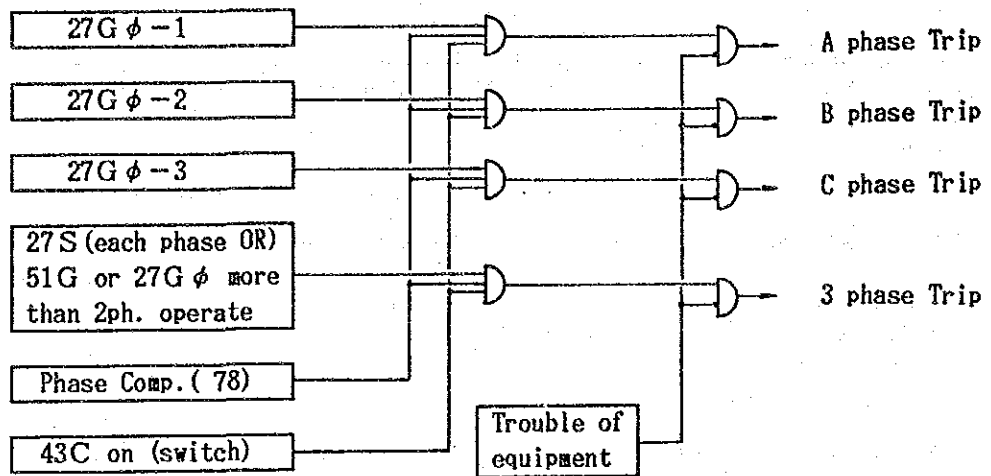 27G φ-1
A phase Trip
27G φ-2
B phase Trip
27G φ-3
C phase Trip
27S (each phase OR)
51G or 27G φ more
than 2ph. operate
3 phase Trip
Phase Comp. ( 78)
43C on (switch)
Trouble of
equipment